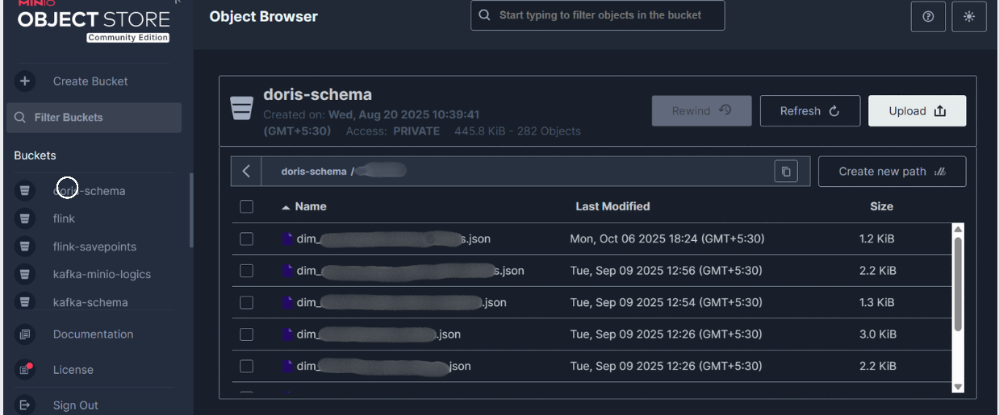 MINIO
OBJECT STORE
Community Edition
Create Bucket
Filter Buckets
Buckets
doris-schema
flink
flink-savepoints
kafka-minio-logics
kafka-schema
Documentation
License
Sign Out
Object Browser
Start typing to filter objects in the bucket
doris-schema
Created on: Wed, Aug 20 2025 10:39:41
(GMT+5:30) Access: PRIVATE 445.8 KiB - 282 Objects
Rewind
Refresh
Upload
doris-schema /
Create new path
Name Last Modified Size
dim_ s.json Mon, Oct 06 2025 18:24 (GMT+5:30) 1.2 KiB
dim_ s.json Tue, Sep 09 2025 12:56 (GMT+5:30) 2.2 KiB
dim_ .json Tue, Sep 09 2025 12:54 (GMT+5:30) 1.3 KiB
dim_ .json Tue, Sep 09 2025 12:26 (GMT+5:30) 3.0 KiB
dim_ json Tue, Sep 09 2025 12:26 (GMT+5:30) 2.2 KiB